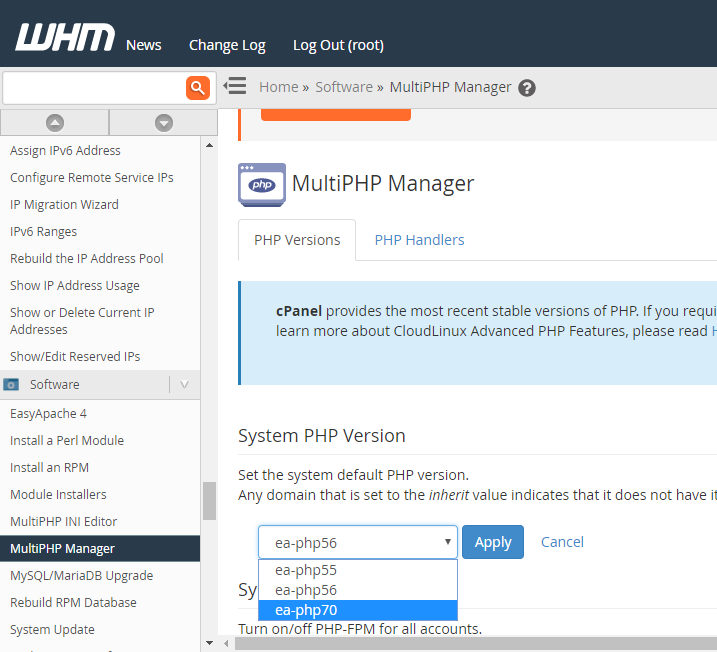 WHM News Change Log Log Out (root)
Home » Software » MultiPHP Manager ?
Assign IPv6 Address
Configure Remote Service IPs
IP Migration Wizard
IPv6 Ranges
Rebuild the IP Address Pool
Show IP Address Usage
Show or Delete Current IP
Addresses
Show/Edit Reserved IPs
Software
EasyApache 4
Install a Perl Module
Install an RPM
Module Installers
MultiPHP INI Editor
MultiPHP Manager
MySQL/MariaDB Upgrade
Rebuild RPM Database
System Update
php MultiPHP Manager
PHP Versions PHP Handlers
cPanel provides the most recent stable versions of PHP. If you requi
learn more about CloudLinux Advanced PHP Features, please read H
System PHP Version
Set the system default PHP version.
Any domain that is set to the inherit value indicates that it does not have it
ea-php56 Apply Cancel
ea-php55
ea-php56
Sy
ea-php70
Turn on/off PHP-FPM for all accounts.